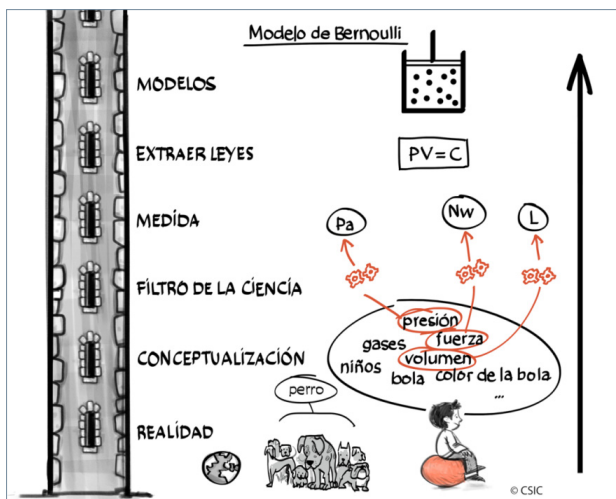 Modelo de Bernoulli
MODELOS
EXTRAER LEYES
PV=C
MEDIDA
Pa
Nw
L
FILTRO DE LA CIENCIA
CONCEPTUALIZACIÓN
presión
fuerza
gases
volumen
niños
bola
color de la bola
...
perro
REALIDAD
© CSIC